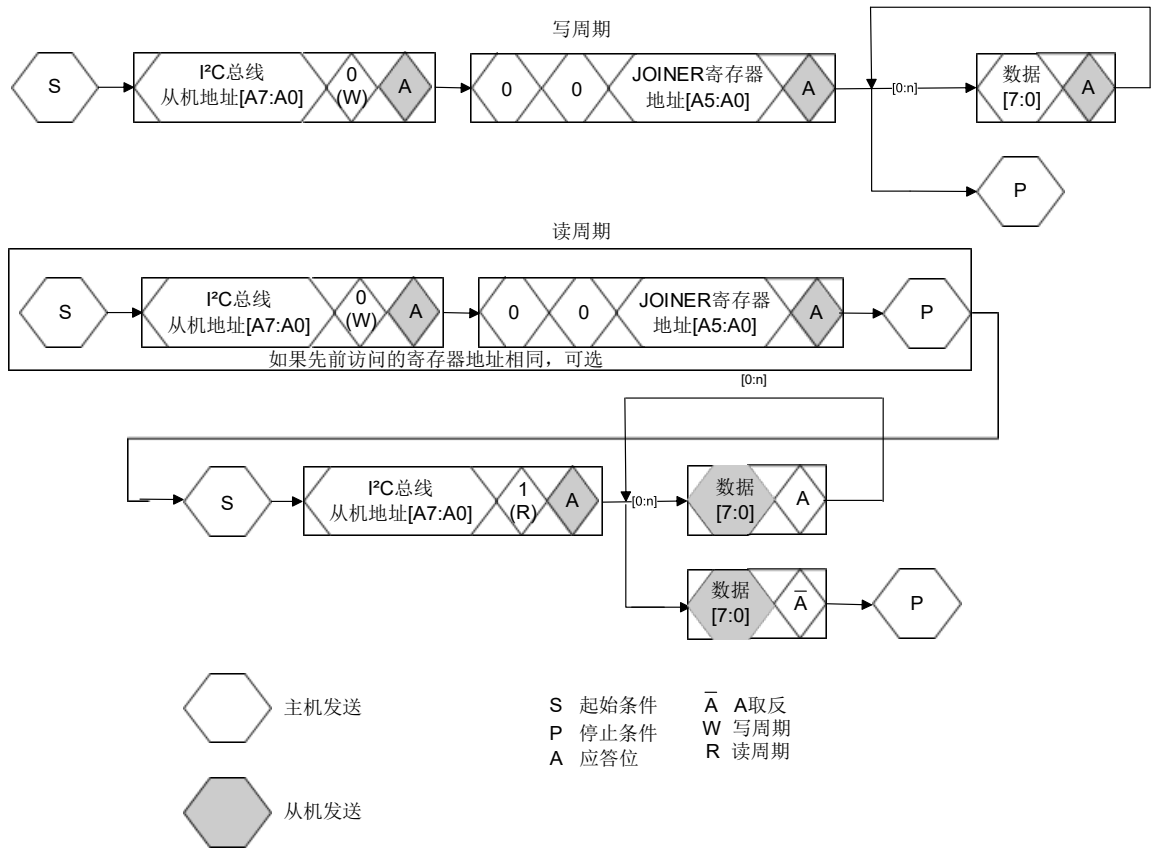 写周期
S
I²C总线
从机地址[A7:A0]
0
(W)
A
0
0
JOINER寄存器
地址[A5:A0]
A
[0:n]
数据
[7:0]
A
P
读周期
S
I²C总线
从机地址[A7:A0]
0
(W)
A
0
0
JOINER寄存器
地址[A5:A0]
A
P
如果先前访问的寄存器地址相同，可选
[0:n]
S
I²C总线
从机地址[A7:A0]
1
(R)
A
[0:n]
数据
[7:0]
A
数据
[7:0]
A̅
P
主机发送
S 起始条件
A̅ A取反
P 停止条件
W 写周期
A 应答位
R 读周期
从机发送